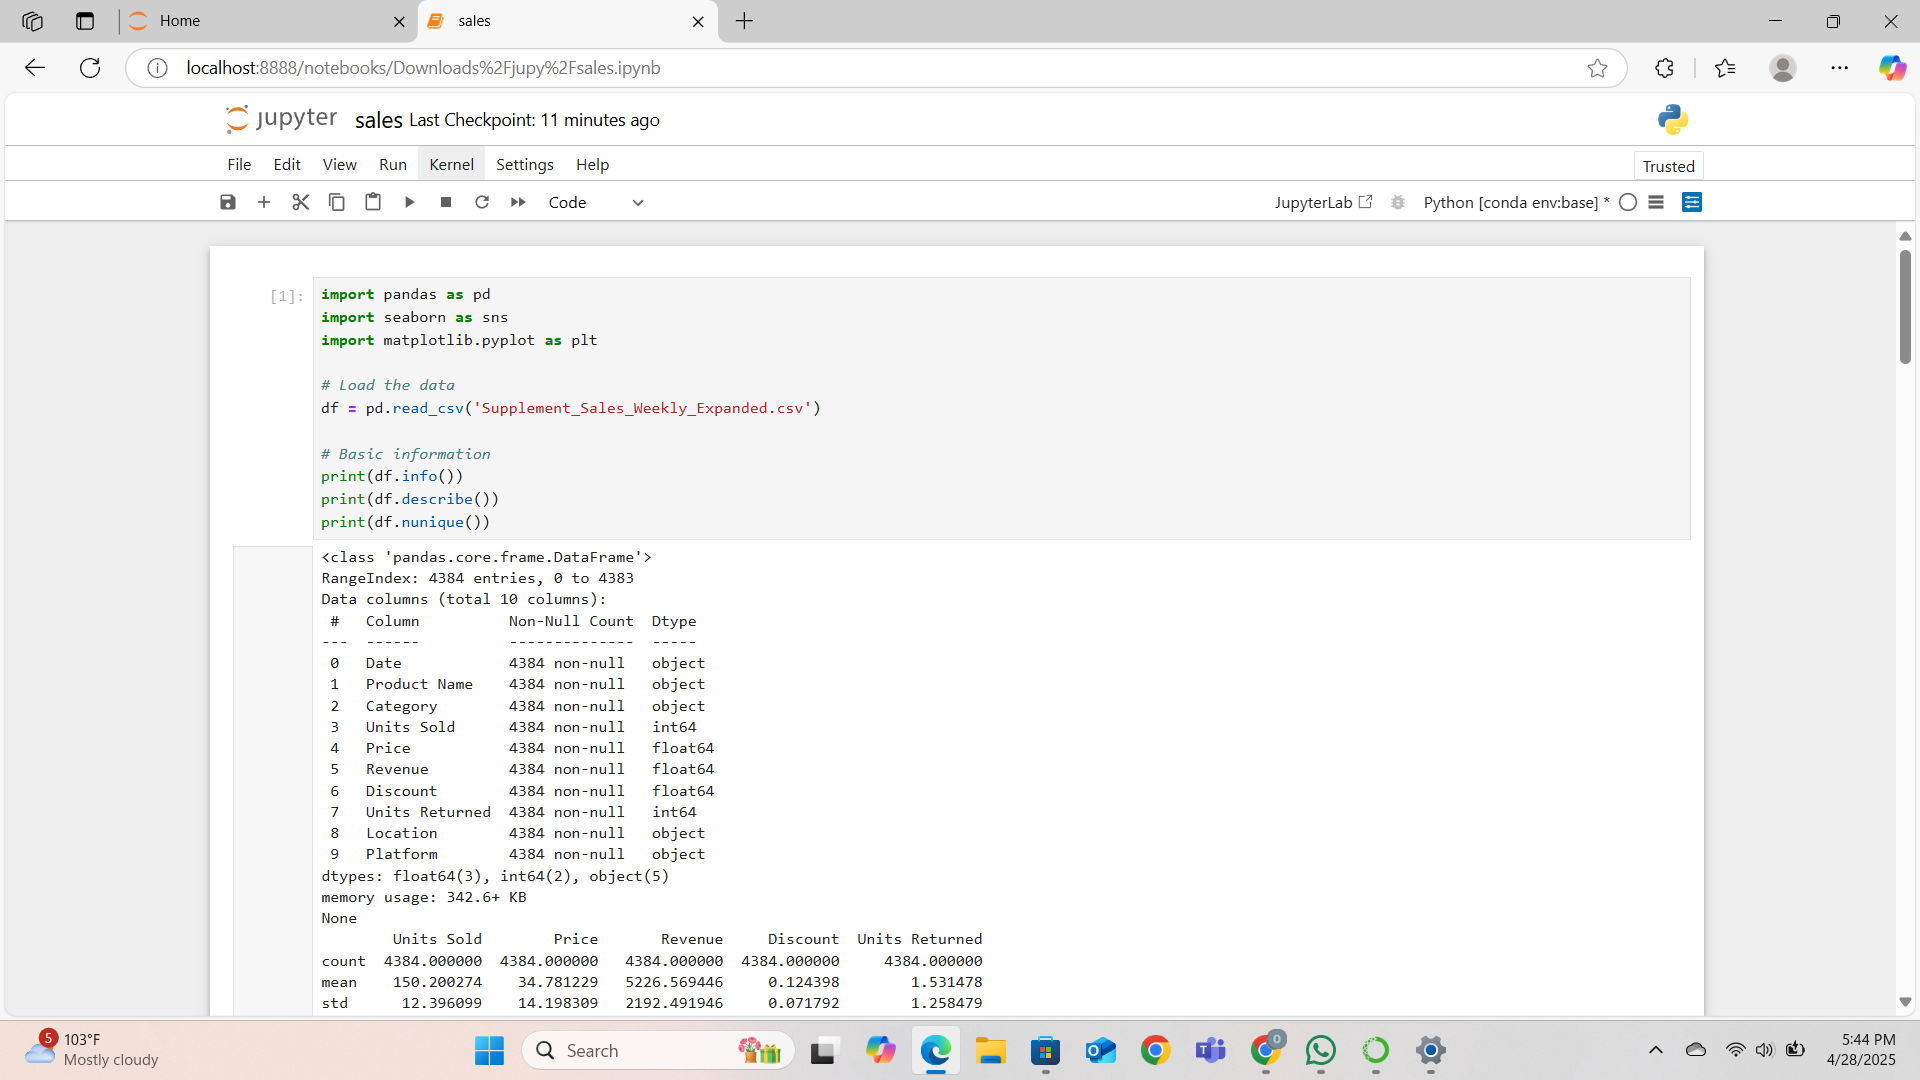 Home
sales
localhost:8888/notebooks/Downloads%2Fjupy%2Fsales.ipynb
jupyter sales Last Checkpoint: 11 minutes ago
File Edit View Run Kernel Settings Help
Trusted
Code
JupyterLab
Python [conda env:base] *
[1]:
import pandas as pd
import seaborn as sns
import matplotlib.pyplot as plt
# Load the data
df = pd.read_csv('Supplement_Sales_Weekly_Expanded.csv')
# Basic information
print(df.info())
print(df.describe())
print(df.nunique())
<class 'pandas.core.frame.DataFrame'>
RangeIndex: 4384 entries, 0 to 4383
Data columns (total 10 columns):
 #   Column          Non-Null Count  Dtype
---  ------          --------------  -----
 0   Date            4384 non-null   object
 1   Product Name    4384 non-null   object
 2   Category        4384 non-null   object
 3   Units Sold      4384 non-null   int64
 4   Price           4384 non-null   float64
 5   Revenue         4384 non-null   float64
 6   Discount        4384 non-null   float64
 7   Units Returned  4384 non-null   int64
 8   Location        4384 non-null   object
 9   Platform        4384 non-null   object
dtypes: float64(3), int64(2), object(5)
memory usage: 342.6+ KB
None
        Units Sold        Price      Revenue     Discount  Units Returned
count  4384.000000  4384.000000  4384.000000  4384.000000     4384.000000
mean    150.200274    34.781229  5226.569446     0.124398        1.531478
std      12.396099    14.198309  2192.491946     0.071792        1.258479
5
103°F
Mostly cloudy
Search
0
5:44 PM
4/28/2025